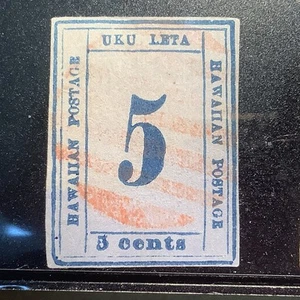 UKU LETA
HAWAIIAN POSTAGE
5
HAWAIIAN POSTAGE
5 cents